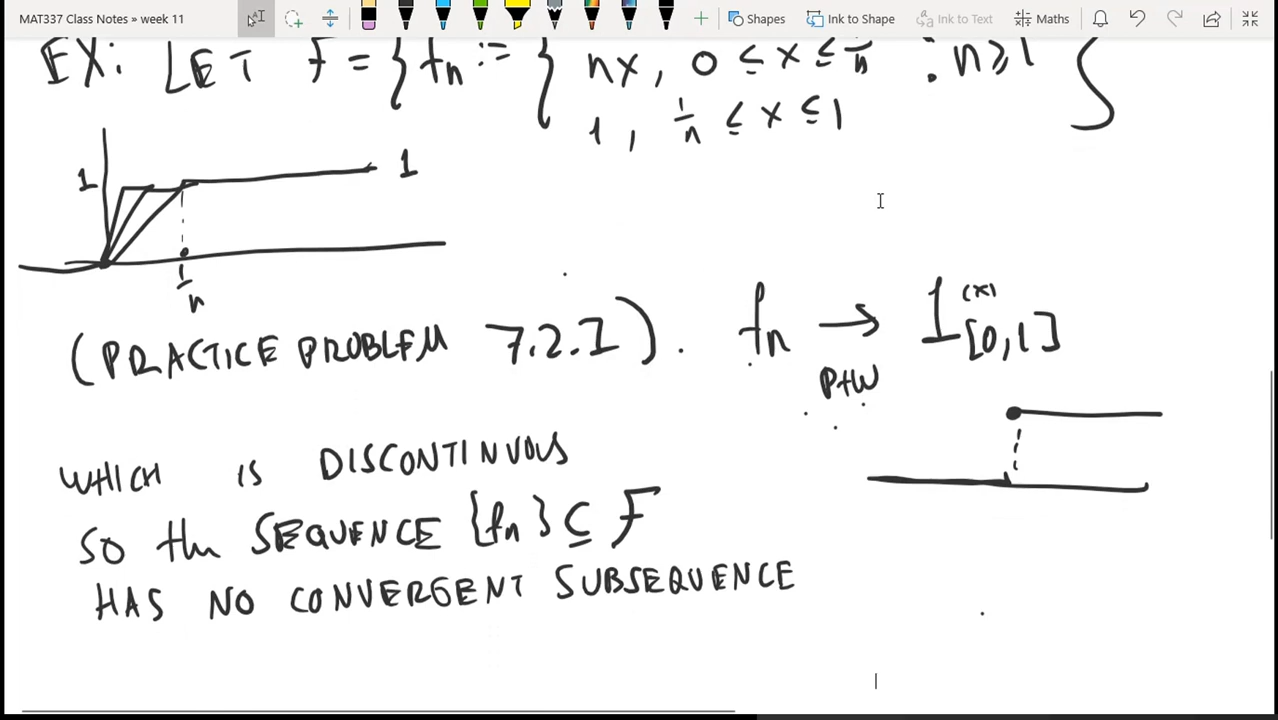 MAT337 Class Notes » week 11
Shapes Ink to Shape Ink to Text Maths
EX: LET F = { fn := { nx, 0 ≤ x ≤ 1/n : n ≥ 1 }
1, 1/n ≤ x ≤ 1
1 1
1/n
(PRACTICE PROBLEM 7.2.I). fn → 1[0,1](x)
PtW
WHICH IS DISCONTINUOUS
SO the SEQUENCE {fn} ⊆ F
HAS NO CONVERGENT SUBSEQUENCE